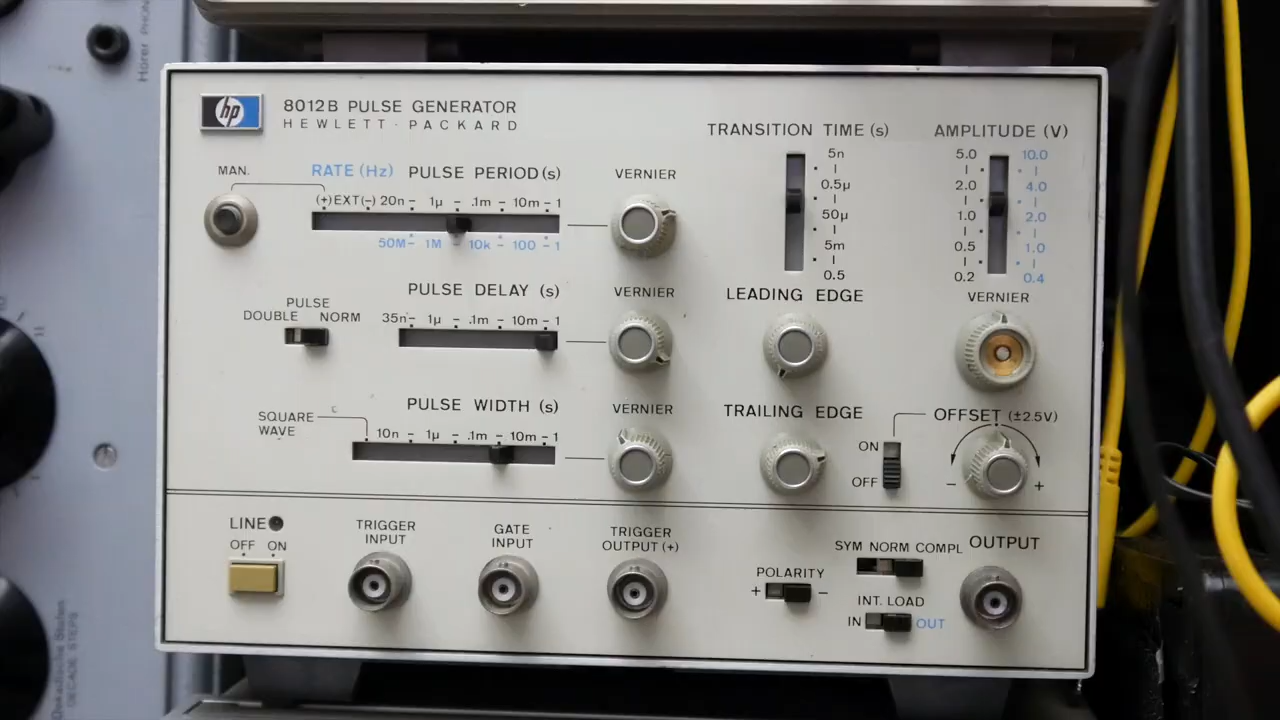 Horer PHON
hp
8012B PULSE GENERATOR
HEWLETT·PACKARD
MAN.
RATE (Hz) PULSE PERIOD (s)
(+) EXT (-) 20n - 1µ - .1m - 10m - 1
50M - 1M - 10k - 100 - 1
VERNIER
TRANSITION TIME (s)
5n
0.5µ
50µ
5m
0.5
AMPLITUDE (V)
5.0 10.0
2.0 4.0
1.0 2.0
0.5 1.0
0.2 0.4
PULSE
DOUBLE NORM
PULSE DELAY (s)
35n - 1µ - .1m - 10m - 1
VERNIER
LEADING EDGE
VERNIER
SQUARE
WAVE
PULSE WIDTH (s)
10n - 1µ - .1m - 10m - 1
VERNIER
TRAILING EDGE
ON
OFF
OFFSET (±2.5V)
- +
LINE
OFF ON
TRIGGER
INPUT
GATE
INPUT
TRIGGER
OUTPUT (+)
POLARITY
+ -
SYM NORM COMPL
INT. LOAD
IN OUT
OUTPUT
DECADE STEPS